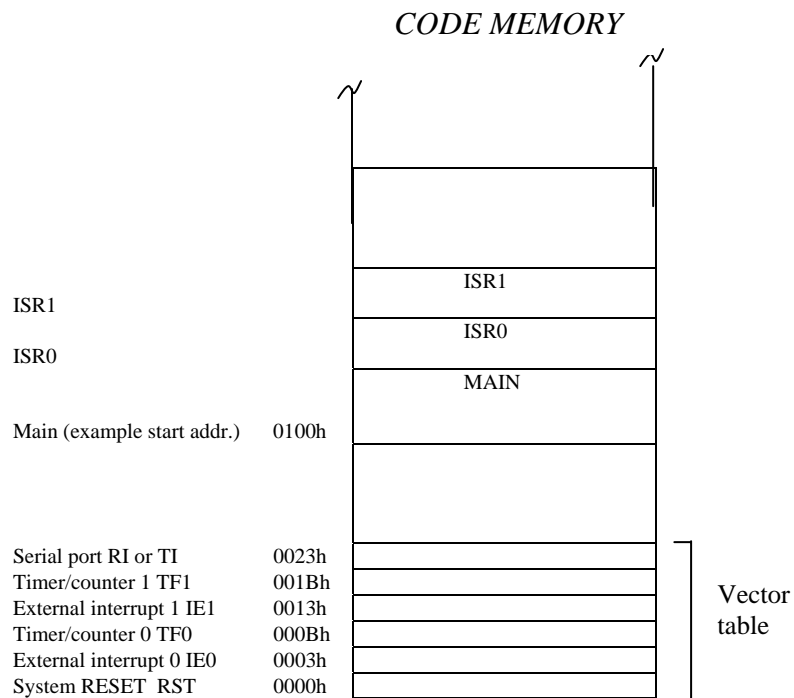 CODE MEMORY
ISR1
ISR1
ISR0
ISR0
MAIN
Main (example start addr.) 0100h
Serial port RI or TI 0023h
Timer/counter 1 TF1 001Bh
External interrupt 1 IE1 0013h
Timer/counter 0 TF0 000Bh
External interrupt 0 IE0 0003h
System RESET RST 0000h
Vector
table